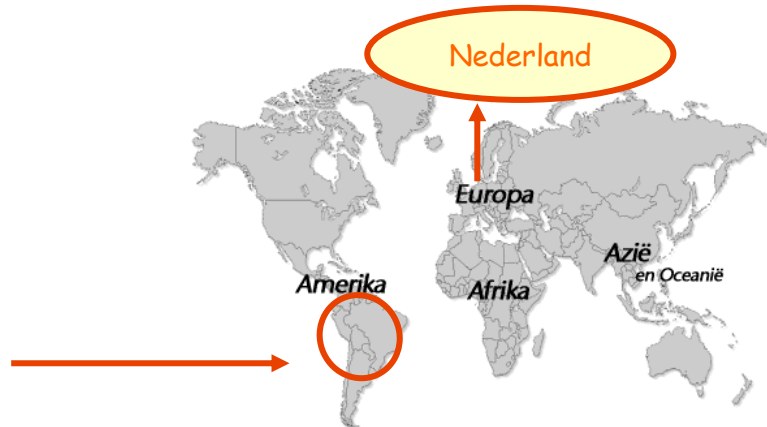 Nederland
Europa
Azië
en Oceanië
Amerika
Afrika